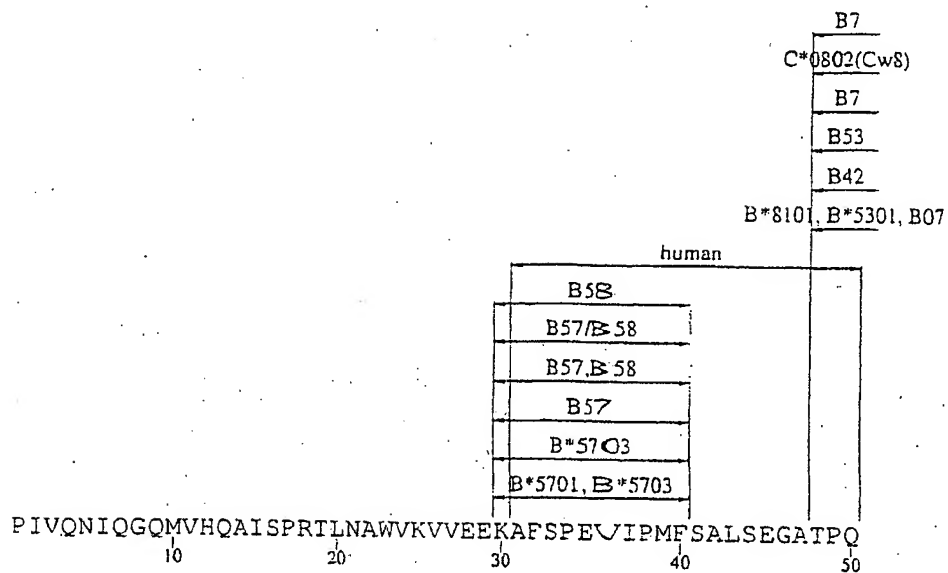 B7
C*0802(Cw8)
B7
B53
B42
B*8101, B*5301, B07
human
B58
B57/B58
B57,B58
B57
B*5703
B*5701, B*5703
PIVQNIQGQMVHQAISPRTLNAWVKVVEEKAFSPEVIPMFSALSEGATPQ
10 20 30 40 50